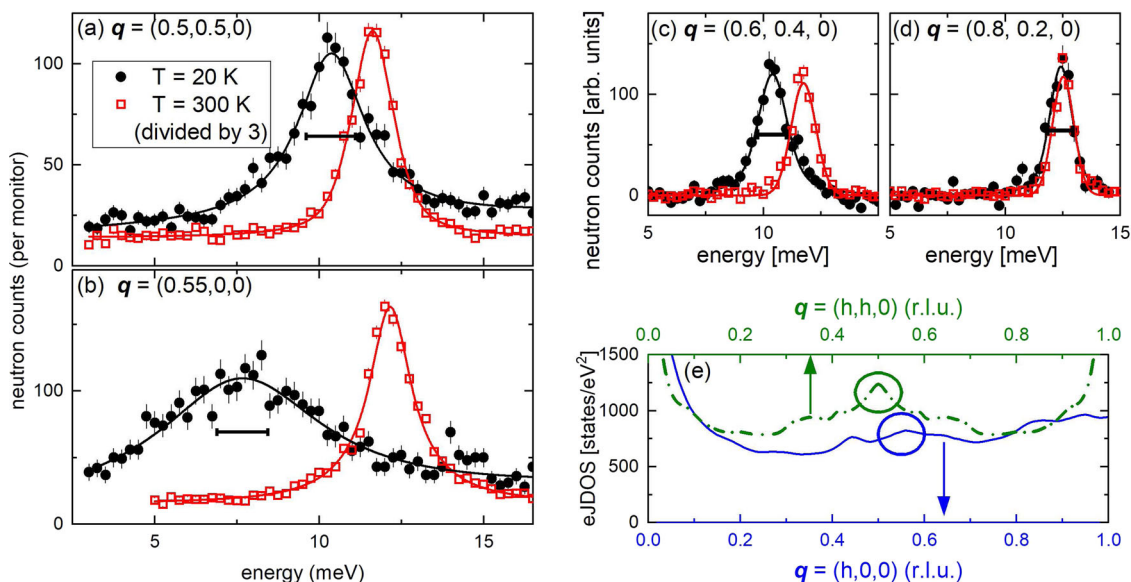 (a) q = (0.5,0.5,0)
T = 20 K
T = 300 K
(divided by 3)
100
50
0
(b) q = (0.55,0,0)
100
0
5 10 15
energy (meV)
neutron counts (per monitor)
(c) q = (0.6, 0.4, 0)
(d) q = (0.8, 0.2, 0)
neutron counts [arb. units]
100
0
5 10 5 10 15
energy [meV] energy [meV]
q = (h,h,0) (r.l.u.)
0.0 0.2 0.4 0.6 0.8 1.0
(e)
eJDOS [states/eV²]
1500
1000
750
500
250
0
0.0 0.2 0.4 0.6 0.8 1.0
q = (h,0,0) (r.l.u.)